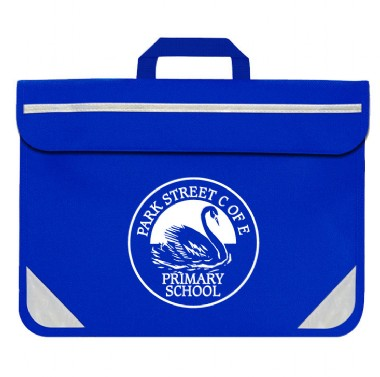 PARK STREET C OF E
PRIMARY
SCHOOL